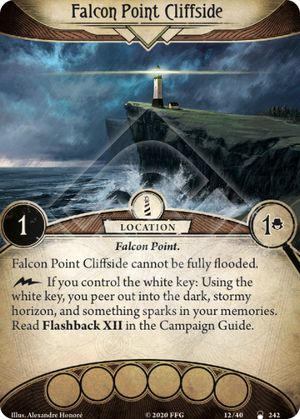 Falcon Point Cliffside
1
1
LOCATION
Falcon Point.
Falcon Point Cliffside cannot be fully flooded.
If you control the white key: Using the
white key, you peer out into the dark, stormy
horizon, and something sparks in your memories.
Read Flashback XII in the Campaign Guide.
Illus. Alexandre Honoré
© 2020 FFG
12/40
242